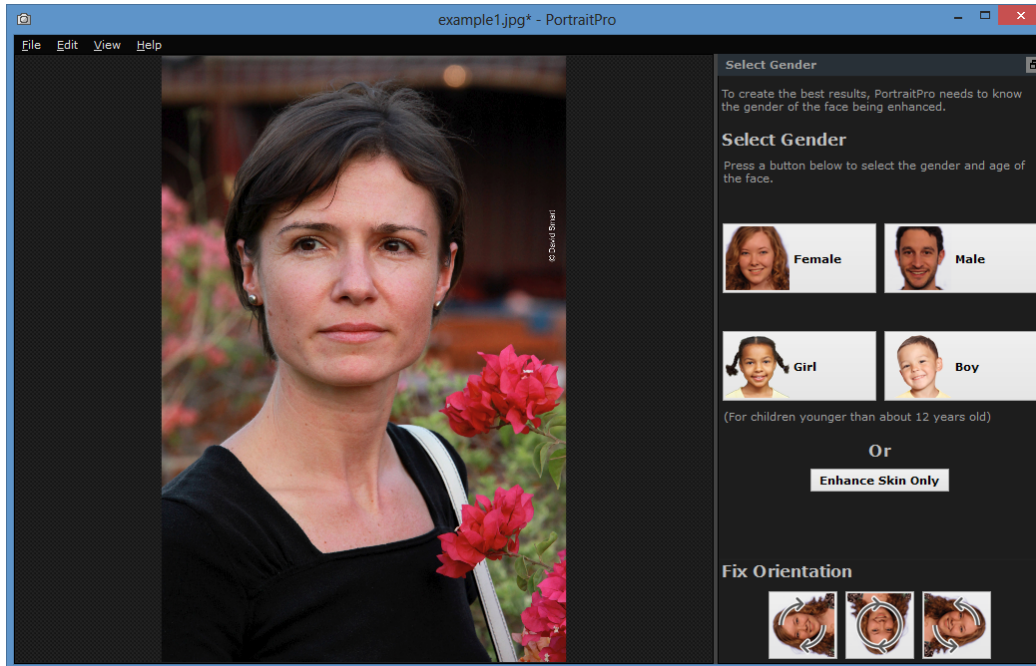 example1.jpg* - PortraitPro
File Edit View Help
Select Gender
To create the best results, PortraitPro needs to know
the gender of the face being enhanced.
Select Gender
Press a button below to select the gender and age of
the face.
Female
Male
Girl
Boy
(For children younger than about 12 years old)
Or
Enhance Skin Only
Fix Orientation
© David Smart